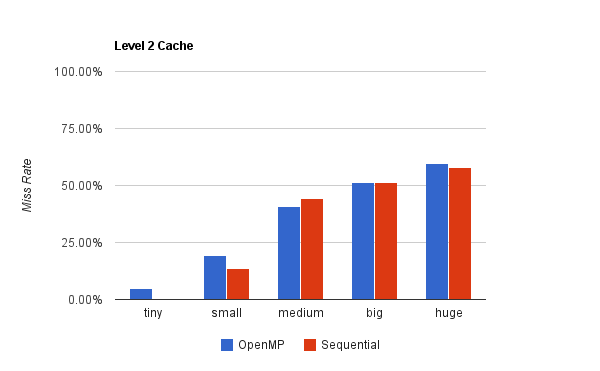 Level 2 Cache
100.00%
75.00%
50.00%
25.00%
0.00%
Miss Rate
tiny small medium big huge
OpenMP Sequential